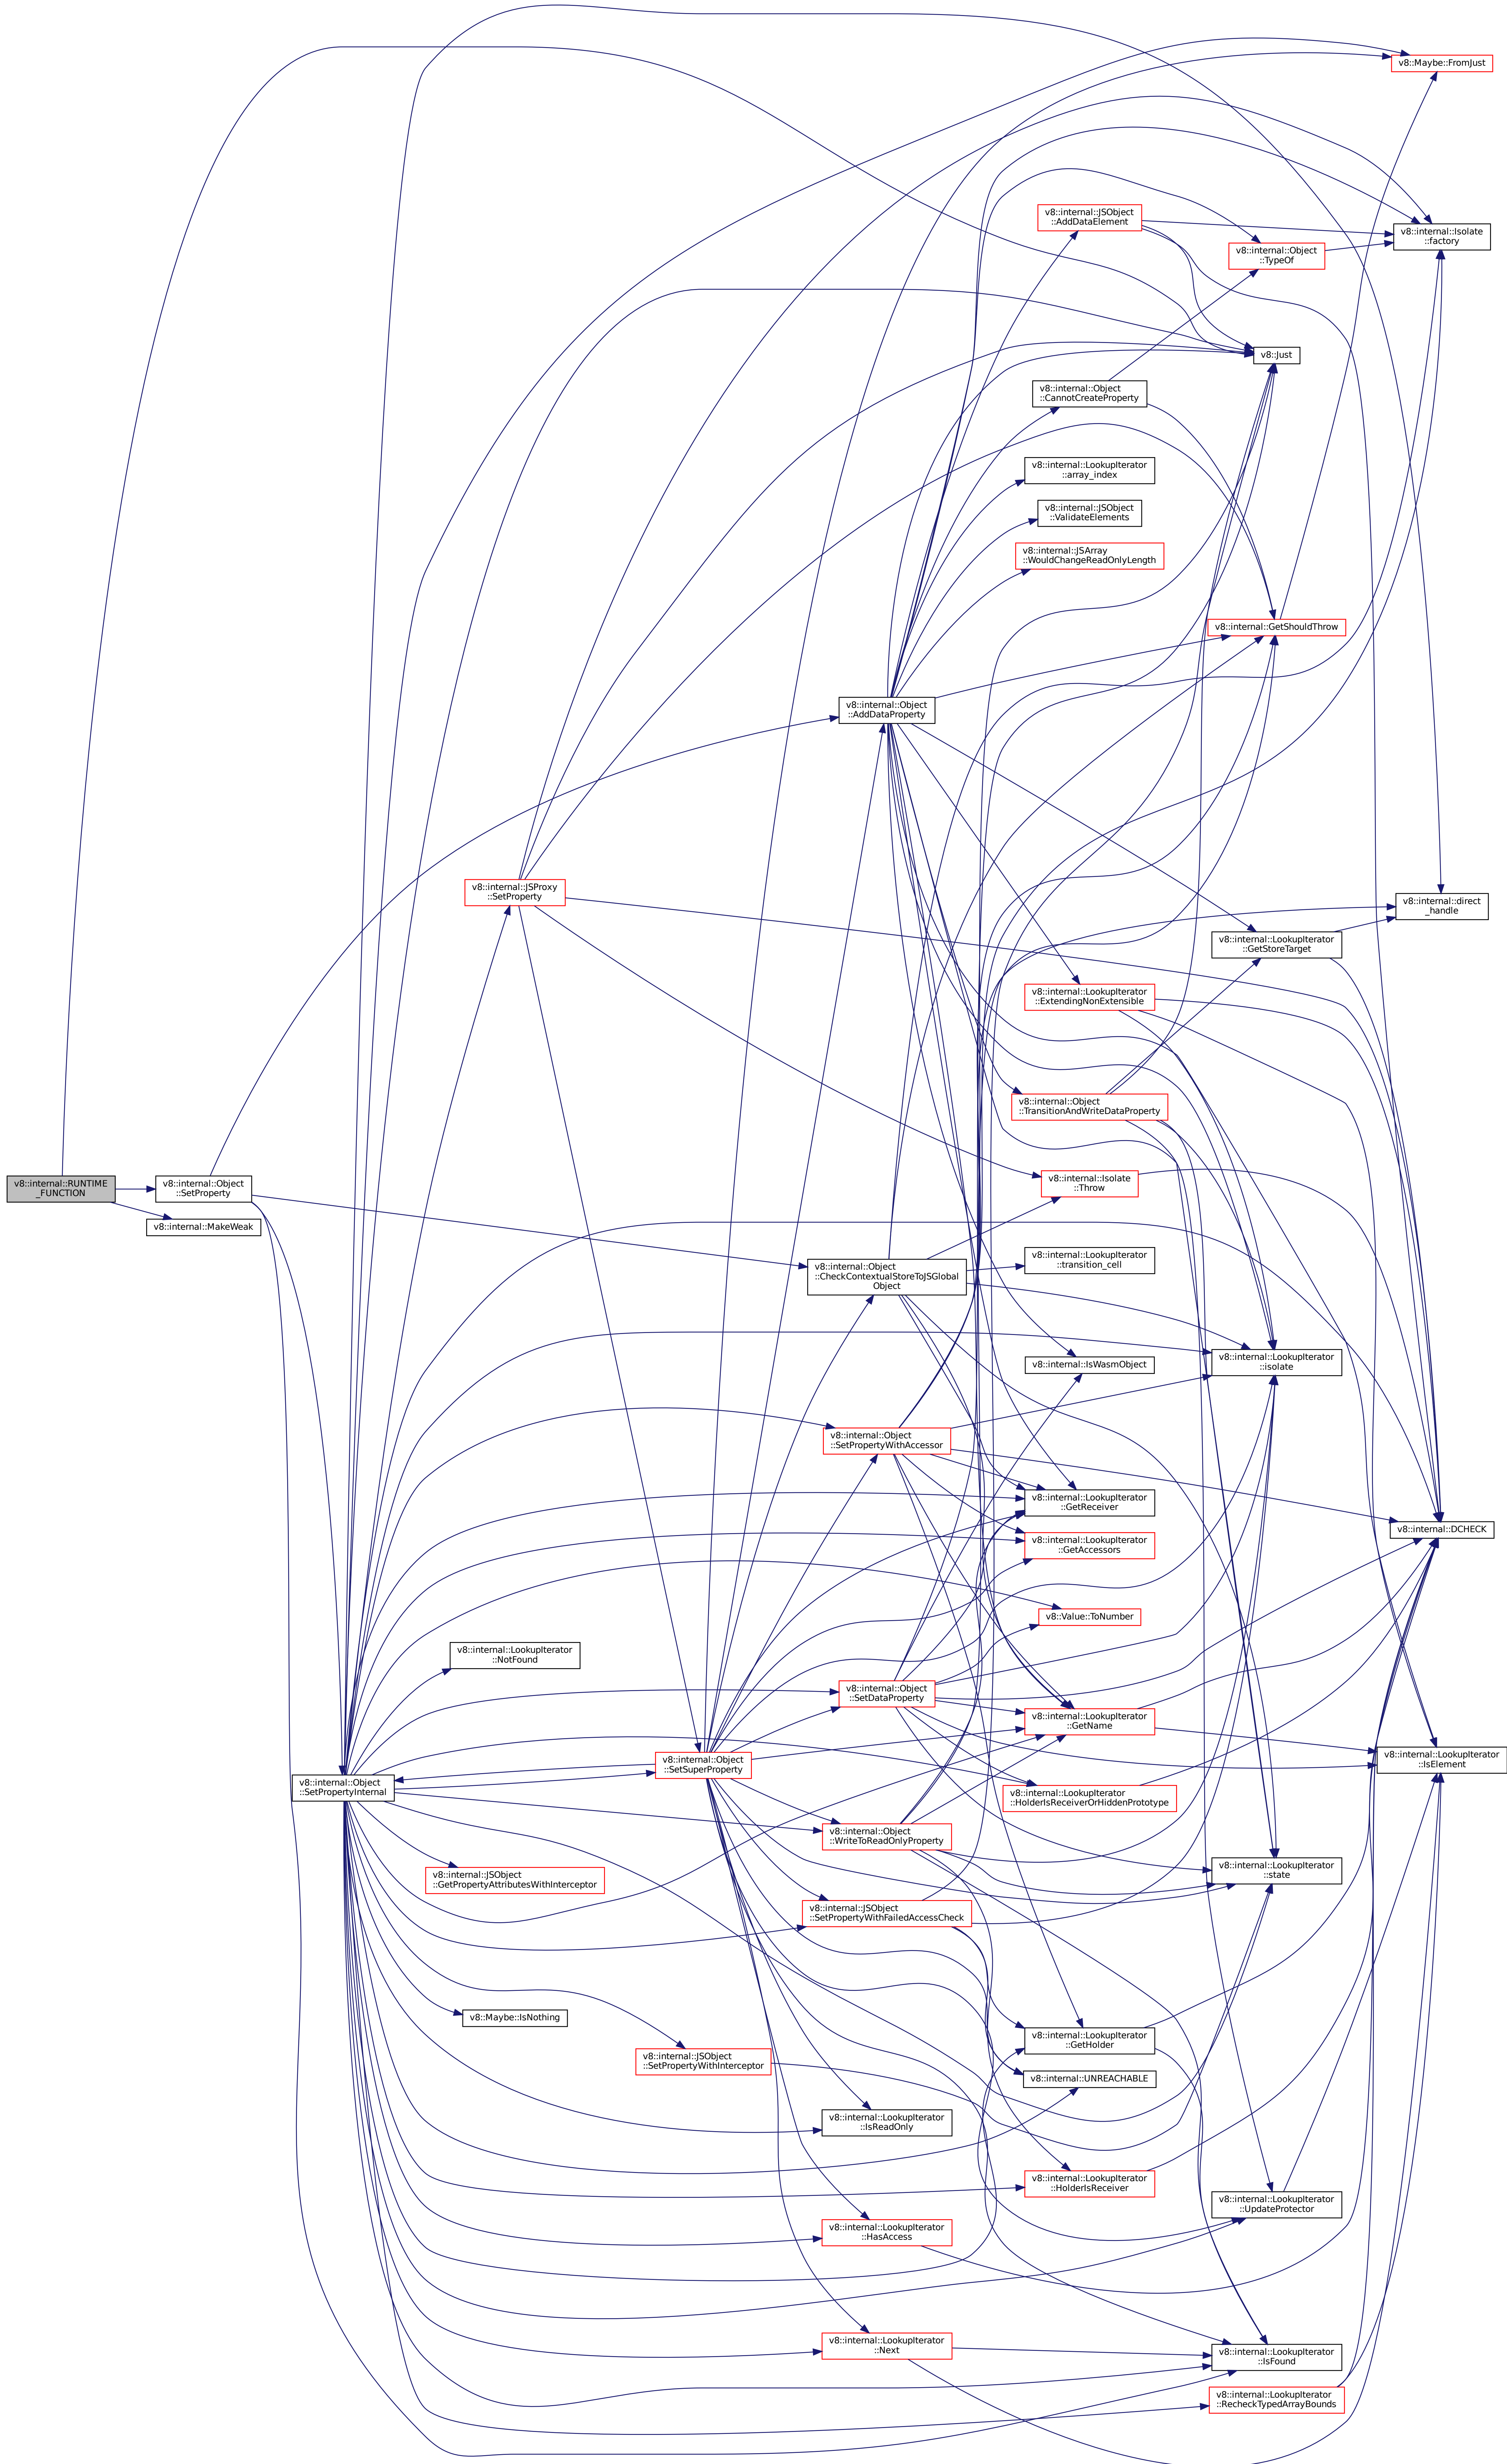 v8::Maybe::FromJust
v8::internal::JSObject
::AddDataElement
v8::internal::Isolate
::factory
v8::internal::Object
::TypeOf
v8::Just
v8::internal::Object
::CannotCreateProperty
v8::internal::LookupIterator
::array_index
v8::internal::JSObject
::ValidateElements
v8::internal::JSArray
::WouldChangeReadOnlyLength
v8::internal::GetShouldThrow
v8::internal::Object
::AddDataProperty
v8::internal::JSProxy
::SetProperty
v8::internal::direct
_handle
v8::internal::LookupIterator
::GetStoreTarget
v8::internal::LookupIterator
::ExtendingNonExtensible
v8::internal::Object
::TransitionAndWriteDataProperty
v8::internal::RUNTIME
_FUNCTION
v8::internal::Object
::SetProperty
v8::internal::Isolate
::Throw
v8::internal::MakeWeak
v8::internal::Object
::CheckContextualStoreToJSGlobal
Object
v8::internal::LookupIterator
::transition_cell
v8::internal::IsWasmObject
v8::internal::LookupIterator
::isolate
v8::internal::Object
::SetPropertyWithAccessor
v8::internal::LookupIterator
::GetReceiver
v8::internal::DCHECK
v8::internal::LookupIterator
::GetAccessors
v8::Value::ToNumber
v8::internal::LookupIterator
::NotFound
v8::internal::Object
::SetDataProperty
v8::internal::LookupIterator
::GetName
v8::internal::LookupIterator
::IsElement
v8::internal::Object
::SetSuperProperty
v8::internal::Object
::SetPropertyInternal
v8::internal::LookupIterator
::HolderIsReceiverOrHiddenPrototype
v8::internal::Object
::WriteToReadOnlyProperty
v8::internal::JSObject
::GetPropertyAttributesWithInterceptor
v8::internal::LookupIterator
::state
v8::internal::JSObject
::SetPropertyWithFailedAccessCheck
v8::Maybe::IsNothing
v8::internal::LookupIterator
::GetHolder
v8::internal::JSObject
::SetPropertyWithInterceptor
v8::internal::UNREACHABLE
v8::internal::LookupIterator
::IsReadOnly
v8::internal::LookupIterator
::HolderIsReceiver
v8::internal::LookupIterator
::UpdateProtector
v8::internal::LookupIterator
::HasAccess
v8::internal::LookupIterator
::Next
v8::internal::LookupIterator
::IsFound
v8::internal::LookupIterator
::RecheckTypedArrayBounds